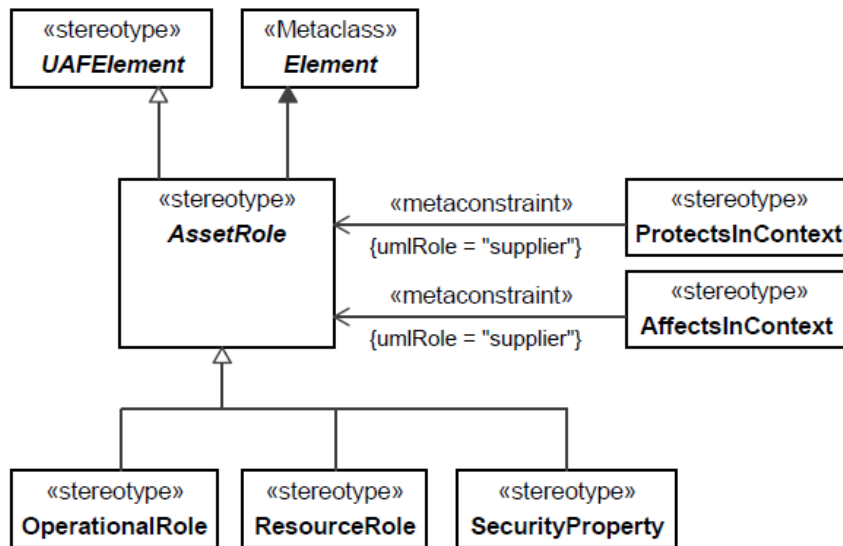 «stereotype»
UAFElement
«Metaclass»
Element
«stereotype»
AssetRole
«metaconstraint»
{umlRole = "supplier"}
«stereotype»
ProtectsInContext
«metaconstraint»
{umlRole = "supplier"}
«stereotype»
AffectsInContext
«stereotype»
OperationalRole
«stereotype»
ResourceRole
«stereotype»
SecurityProperty